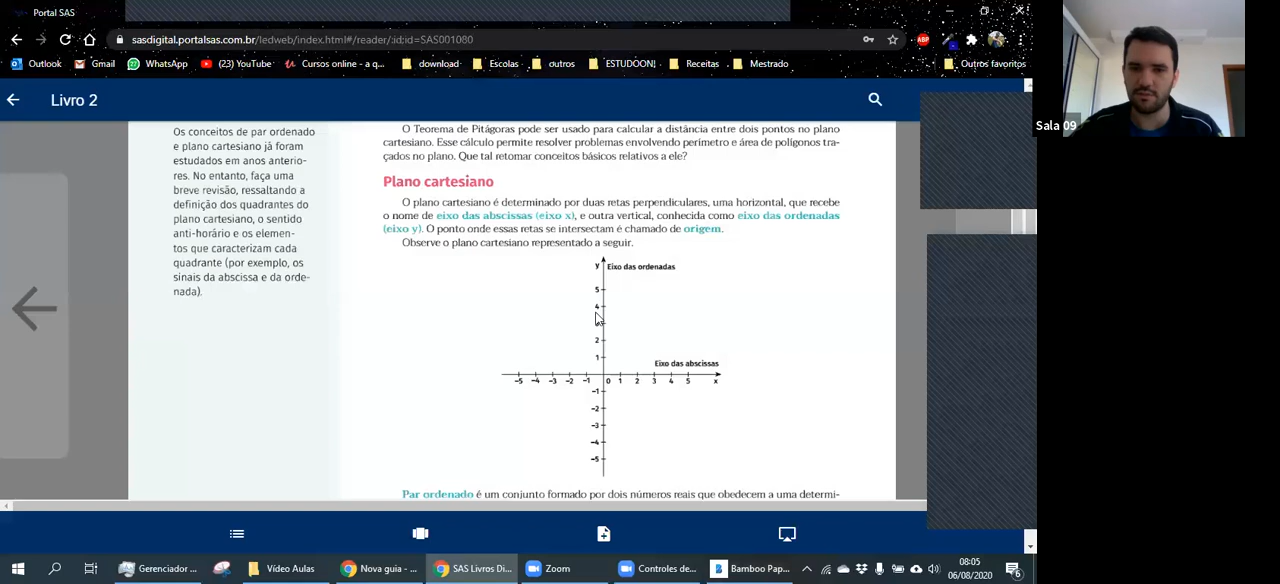 Portal SAS
sasdigital.portalsas.com.br/ledweb/index.html#/reader/:id;id=SAS001080
ABP
Outlook
Gmail
WhatsApp
(23) YouTube
Cursos online - a q...
download
Escolas
outros
ESTUDOON!
Receitas
Mestrado
Outros favoritos
Livro 2
Sala 09
Os conceitos de par ordenado
e plano cartesiano já foram
estudados em anos anterio-
res. No entanto, faça uma
breve revisão, ressaltando a
definição dos quadrantes do
plano cartesiano, o sentido
anti-horário e os elemen-
tos que caracterizam cada
quadrante (por exemplo, os
sinais da abscissa e da orde-
nada).
O Teorema de Pitágoras pode ser usado para calcular a distância entre dois pontos no plano
cartesiano. Esse cálculo permite resolver problemas envolvendo perímetro e área de polígonos tra-
çados no plano. Que tal retomar conceitos básicos relativos a ele?
Plano cartesiano
O plano cartesiano é determinado por duas retas perpendiculares, uma horizontal, que recebe
o nome de eixo das abscissas (eixo x), e outra vertical, conhecida como eixo das ordenadas
(eixo y). O ponto onde essas retas se intersectam é chamado de origem.
Observe o plano cartesiano representado a seguir.
y Eixo das ordenadas
5
4
2
1
Eixo das abscissas
-5 -4 -3 -2 -1 0 1 2 3 4 5 x
-1
-2
-3
-4
-5
Par ordenado é um conjunto formado por dois números reais que obedecem a uma determi-
Gerenciador ...
Vídeo Aulas
Nova guia - ...
SAS Livros Di...
Zoom
Controles de...
Bamboo Pap...
08:05
06/08/2020
6